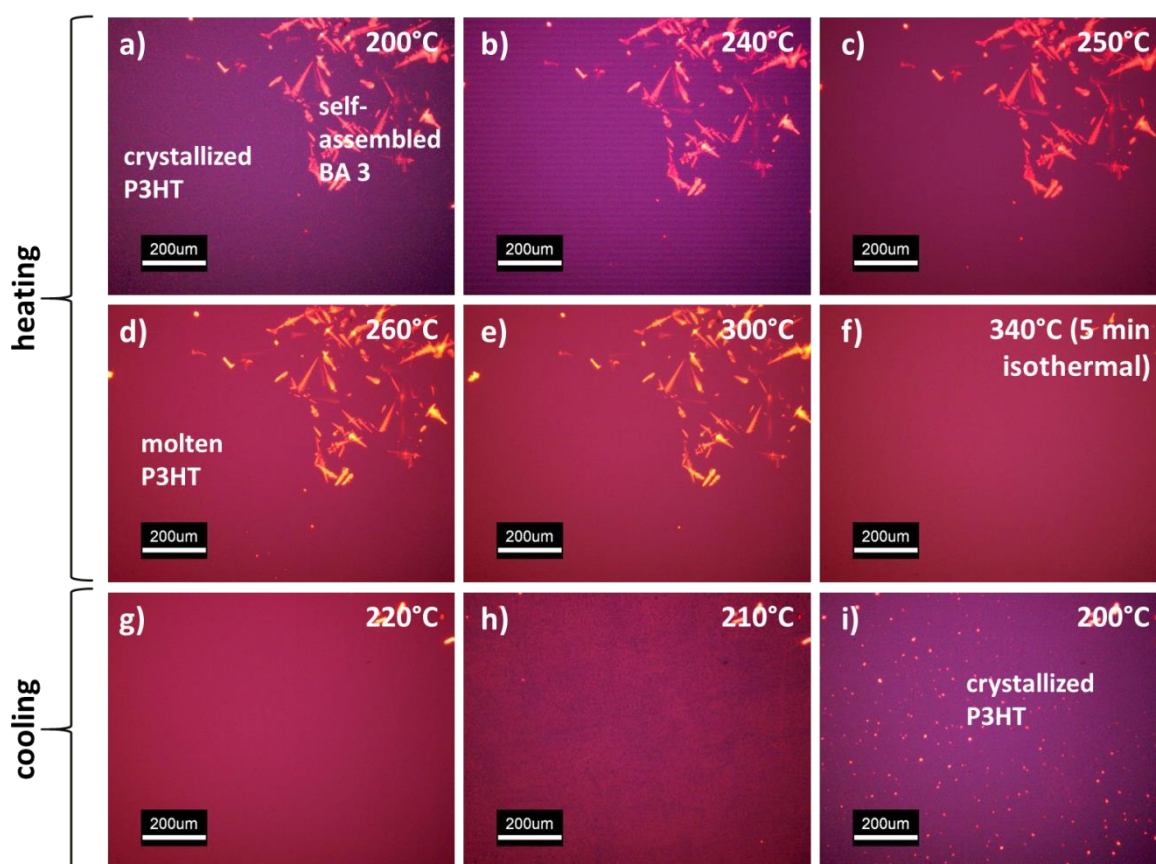 heating
a)
200°C
self-
assembled
BA 3
crystallized
P3HT
200um
b)
240°C
200um
c)
250°C
200um
d)
260°C
molten
P3HT
200um
e)
300°C
200um
f)
340°C (5 min
isothermal)
200um
cooling
g)
220°C
200um
h)
210°C
200um
i)
200°C
crystallized
P3HT
200um